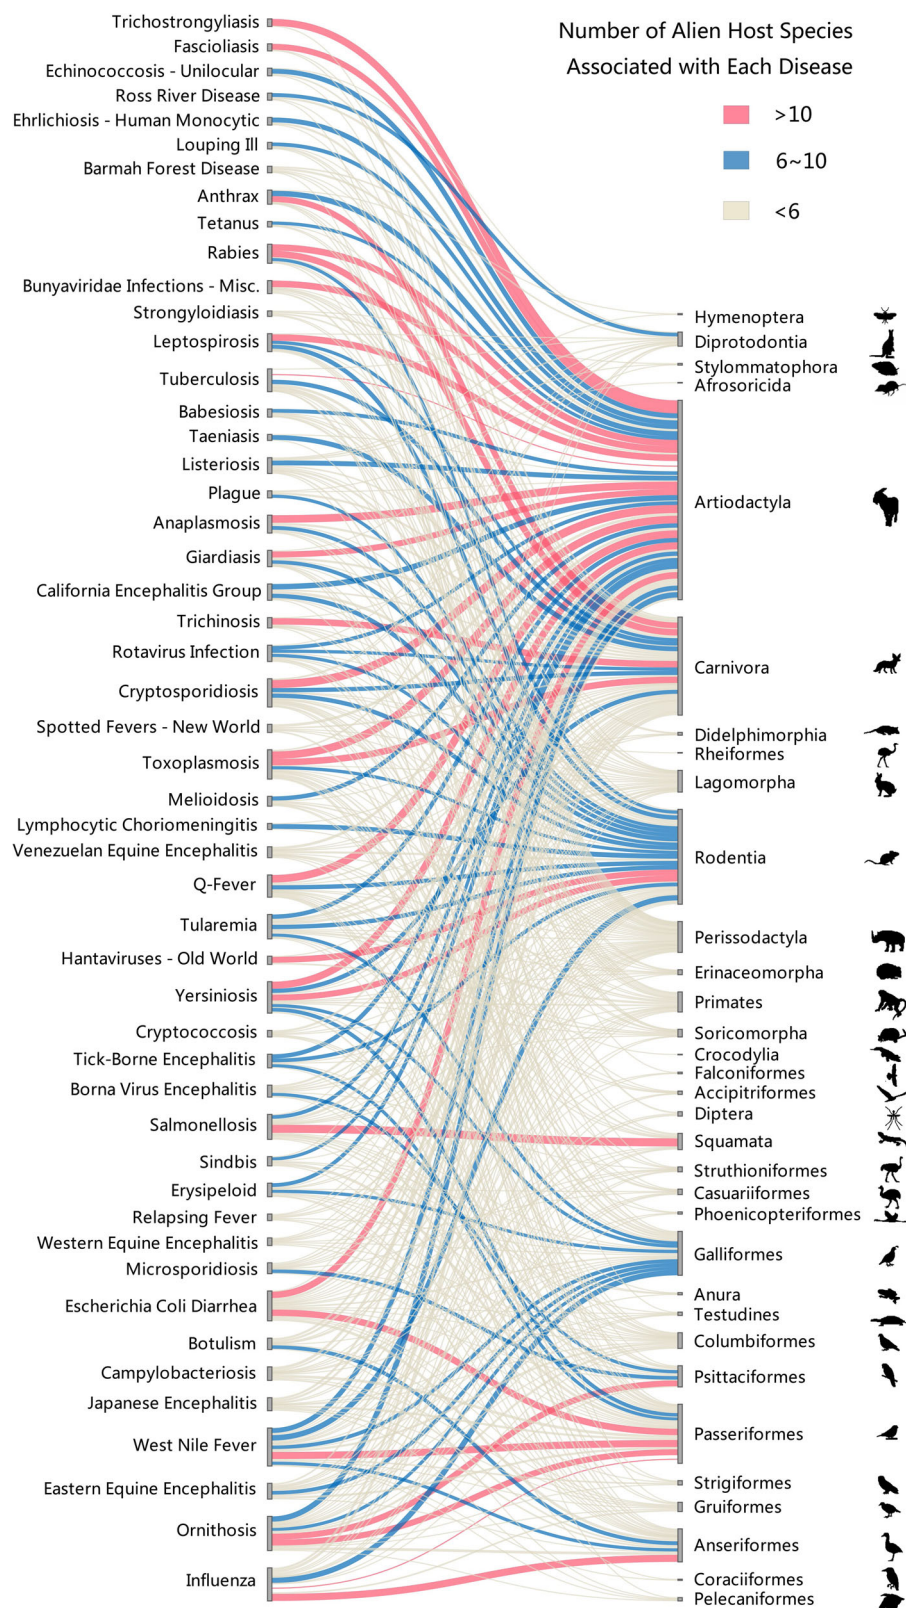 Number of Alien Host Species
Associated with Each Disease
>10
6~10
<6
Trichostrongyliasis
Fascioliasis
Echinococcosis - Unilocular
Ross River Disease
Ehrlichiosis - Human Monocytic
Louping Ill
Barmah Forest Disease
Anthrax
Tetanus
Rabies
Bunyaviridae Infections - Misc.
Strongyloidiasis
Leptospirosis
Tuberculosis
Babesiosis
Taeniasis
Listeriosis
Plague
Anaplasmosis
Giardiasis
California Encephalitis Group
Trichinosis
Rotavirus Infection
Cryptosporidiosis
Spotted Fevers - New World
Toxoplasmosis
Melioidosis
Lymphocytic Choriomeningitis
Venezuelan Equine Encephalitis
Q-Fever
Tularemia
Hantaviruses - Old World
Yersiniosis
Cryptococcosis
Tick-Borne Encephalitis
Borna Virus Encephalitis
Salmonellosis
Sindbis
Erysipeloid
Relapsing Fever
Western Equine Encephalitis
Microsporidiosis
Escherichia Coli Diarrhea
Botulism
Campylobacteriosis
Japanese Encephalitis
West Nile Fever
Eastern Equine Encephalitis
Ornithosis
Influenza
Hymenoptera
Diprotodontia
Stylommatophora
Afrosoricida
Artiodactyla
Carnivora
Didelphimorphia
Rheiformes
Lagomorpha
Rodentia
Perissodactyla
Erinaceomorpha
Primates
Soricomorpha
Crocodylia
Falconiformes
Accipitriformes
Diptera
Squamata
Struthioniformes
Casuariiformes
Phoenicopteriformes
Galliformes
Anura
Testudines
Columbiformes
Psittaciformes
Passeriformes
Strigiformes
Gruiformes
Anseriformes
Coraciiformes
Pelecaniformes